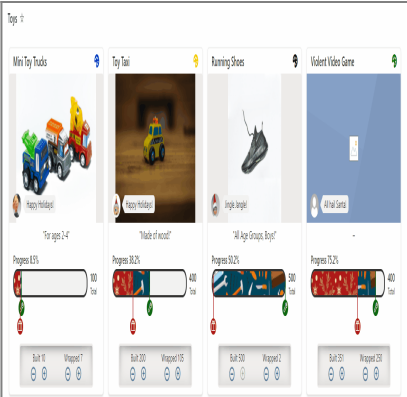 Toys ☆
Mini Toy Trucks
Happy Holidays!
"For ages 2-4"
Progress 8.5%
100
Total
Built 10
Wrapped 7
Toy Taxi
Happy Holidays!
"Made of wood!"
Progress 38.2%
400
Total
Built 200
Wrapped 105
Running Shoes
Jingle Jangle!
"All Age Groups, Boys!"
Progress 50.2%
500
Total
Built 500
Wrapped 2
Violent Video Game
All hail Santa!
--
Progress 75.2%
400
Total
Built 351
Wrapped 250